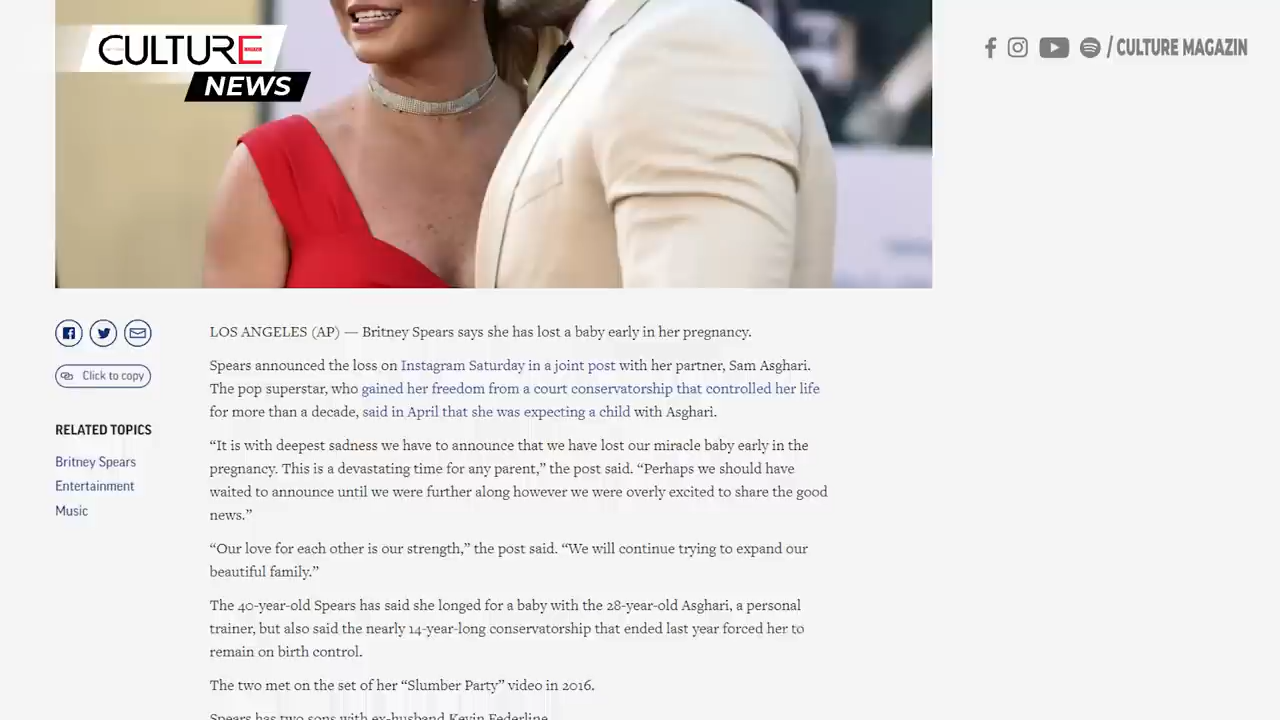 CULTURE
NEWS
/ CULTURE MAGAZIN
LOS ANGELES (AP) — Britney Spears says she has lost a baby early in her pregnancy.
Spears announced the loss on Instagram Saturday in a joint post with her partner, Sam Asghari.
The pop superstar, who gained her freedom from a court conservatorship that controlled her life
for more than a decade, said in April that she was expecting a child with Asghari.
“It is with deepest sadness we have to announce that we have lost our miracle baby early in the
pregnancy. This is a devastating time for any parent,” the post said. “Perhaps we should have
waited to announce until we were further along however we were overly excited to share the good
news.”
“Our love for each other is our strength,” the post said. “We will continue trying to expand our
beautiful family.”
The 40-year-old Spears has said she longed for a baby with the 28-year-old Asghari, a personal
trainer, but also said the nearly 14-year-long conservatorship that ended last year forced her to
remain on birth control.
The two met on the set of her “Slumber Party” video in 2016.
Spears has two sons with ex-husband Kevin Federline.
Click to copy
RELATED TOPICS
Britney Spears
Entertainment
Music